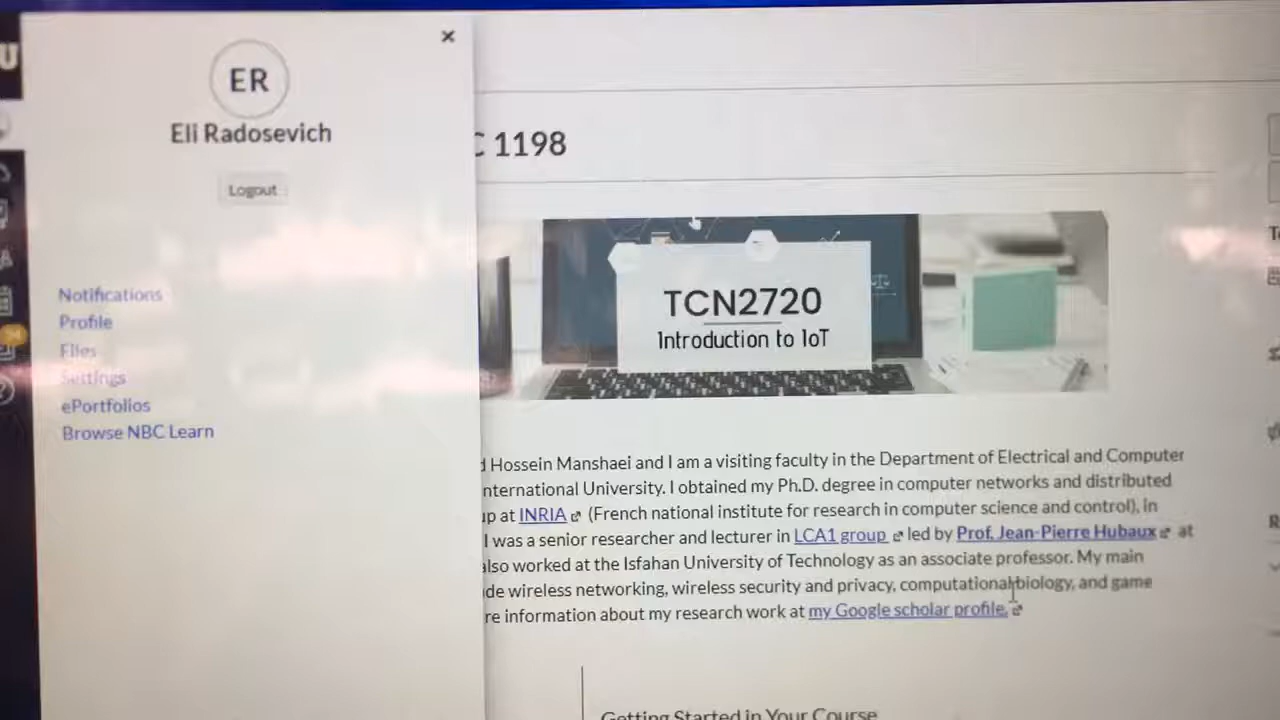 U
ER
Eli Radosevich
Logout
Notifications
Profile
Files
Settings
ePortfolios
Browse NBC Learn
C 1198
TCN2720
Introduction to IoT
d Hossein Manshaei and I am a visiting faculty in the Department of Electrical and Computer
nternational University. I obtained my Ph.D. degree in computer networks and distributed
up at INRIA (French national institute for research in computer science and control), in
I was a senior researcher and lecturer in LCA1 group led by Prof. Jean-Pierre Hubaux at
also worked at the Isfahan University of Technology as an associate professor. My main
de wireless networking, wireless security and privacy, computational biology, and game
re information about my research work at my Google scholar profile.
Getting Started in Your Course